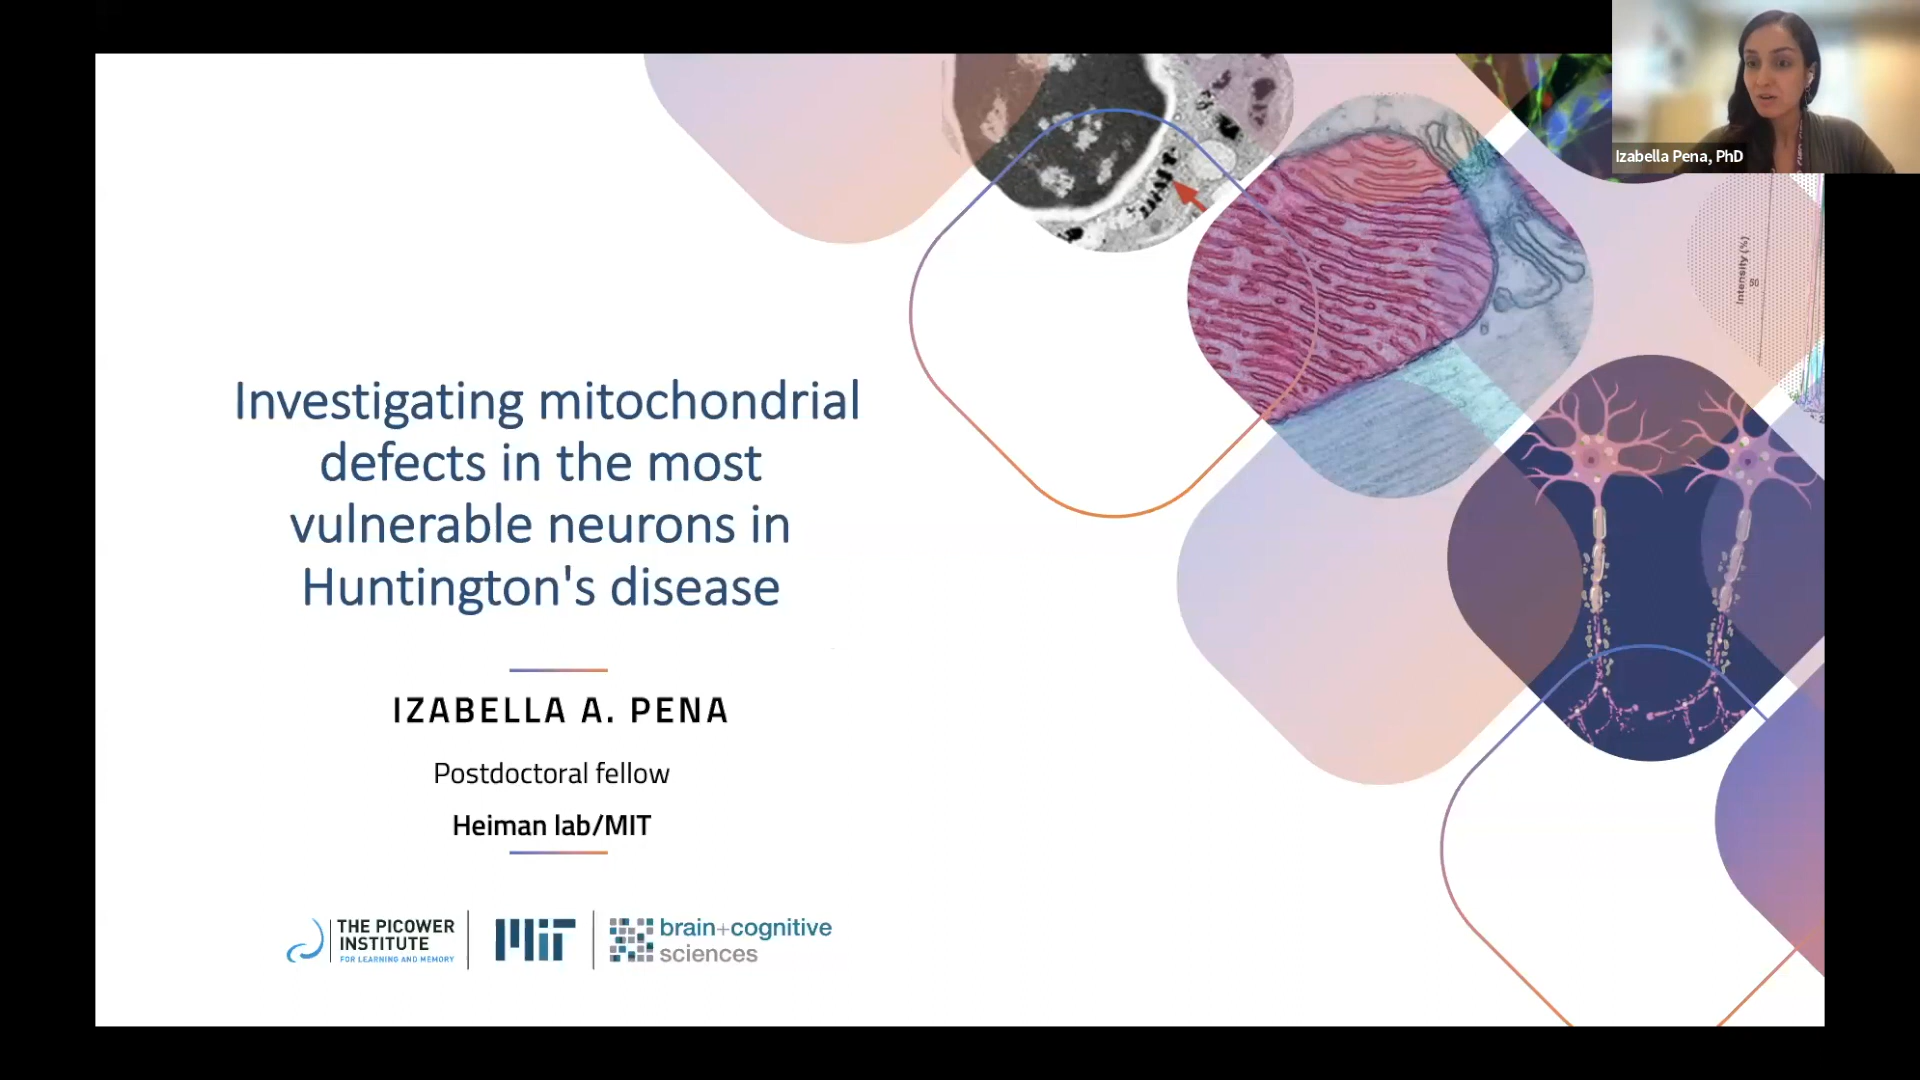 Izabella Pena, PhD
Intensity (%)
50
Investigating mitochondrial
defects in the most
vulnerable neurons in
Huntington's disease
IZABELLA A. PENA
Postdoctoral fellow
Heiman lab/MIT
THE PICOWER
INSTITUTE
FOR LEARNING AND MEMORY
MIT
brain+cognitive
sciences